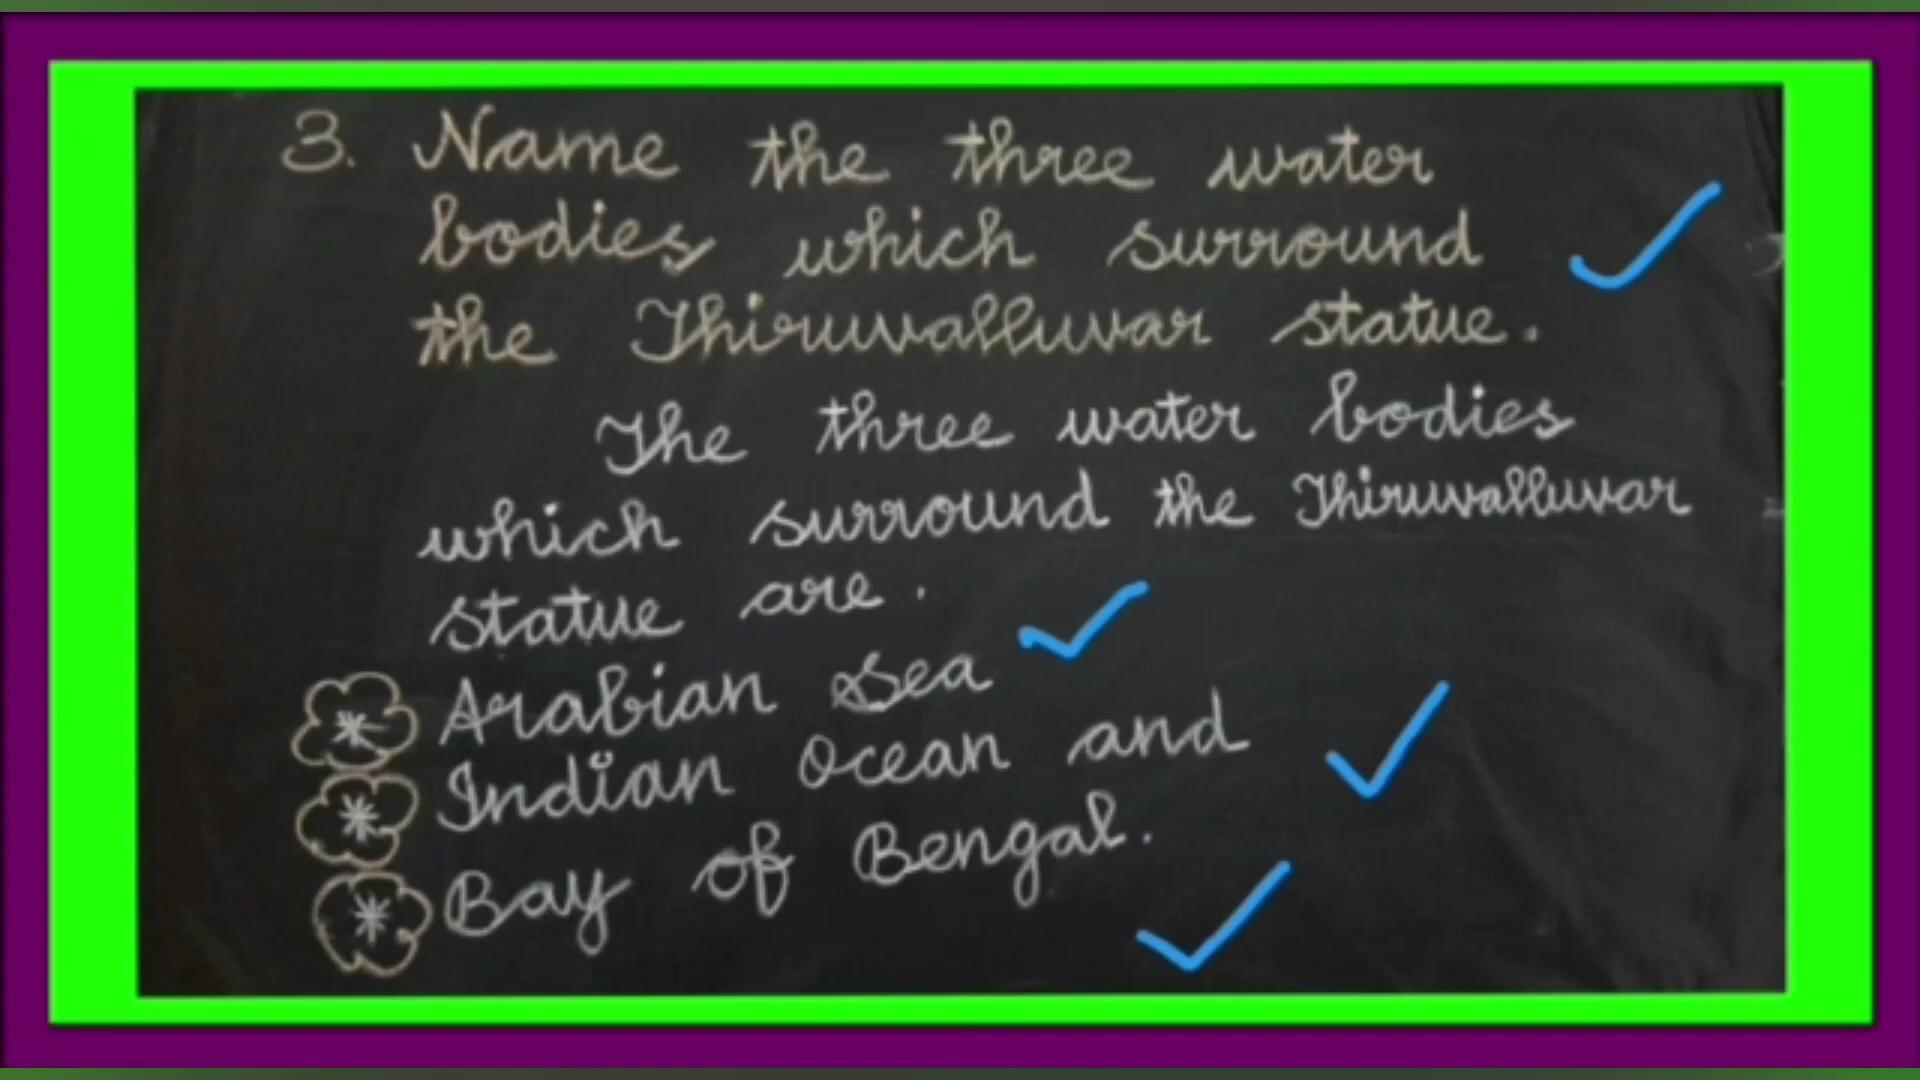 3. Name the three water
bodies which surround
the Thiruvalluvar statue.
The three water bodies
which surround the Thiruvalluvar
statue are.
Arabian Sea
Indian Ocean and
Bay of Bengal.